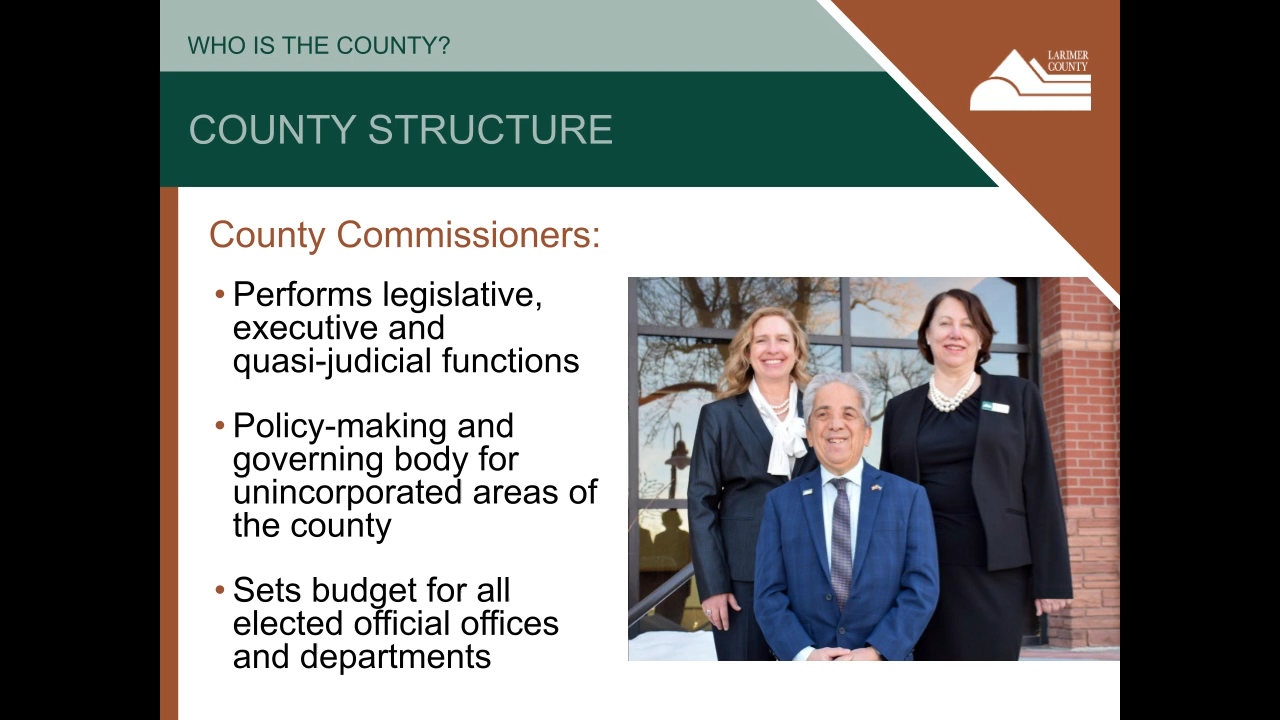 WHO IS THE COUNTY?
LARIMER
COUNTY
COUNTY STRUCTURE
County Commissioners:
• Performs legislative,
executive and
quasi-judicial functions
• Policy-making and
governing body for
unincorporated areas of
the county
• Sets budget for all
elected official offices
and departments